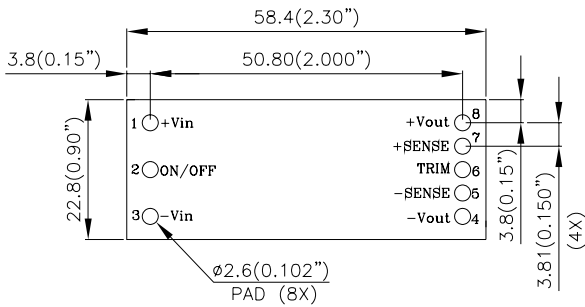 58.4(2.30”)
3.8(0.15”)
50.80(2.000”)
1 +Vin
+Vout 8
+SENSE 7
2 ON/OFF
TRIM 6
-SENSE 5
3 -Vin
-Vout 4
22.8(0.90”)
3.8(0.15”)
3.81(0.150”)
(4X)
ø2.6(0.102”)
PAD (8X)